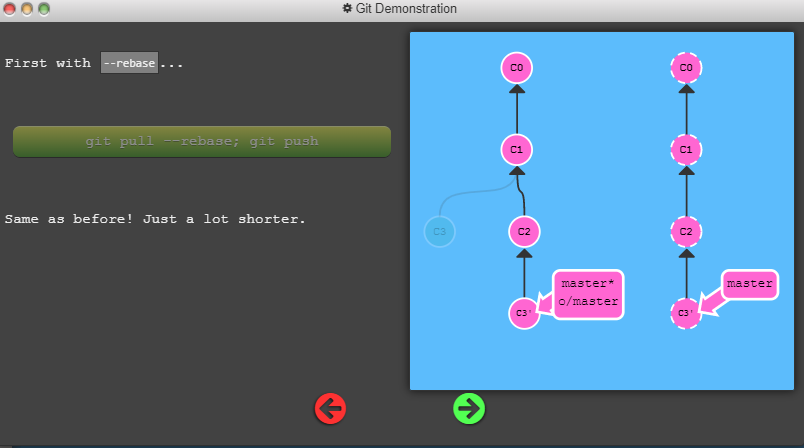 Git Demonstration
First with --rebase...
git pull --rebase; git push
Same as before! Just a lot shorter.
C0
C1
C3
C2
C3'
master*
o/master
C0
C1
C2
C3'
master